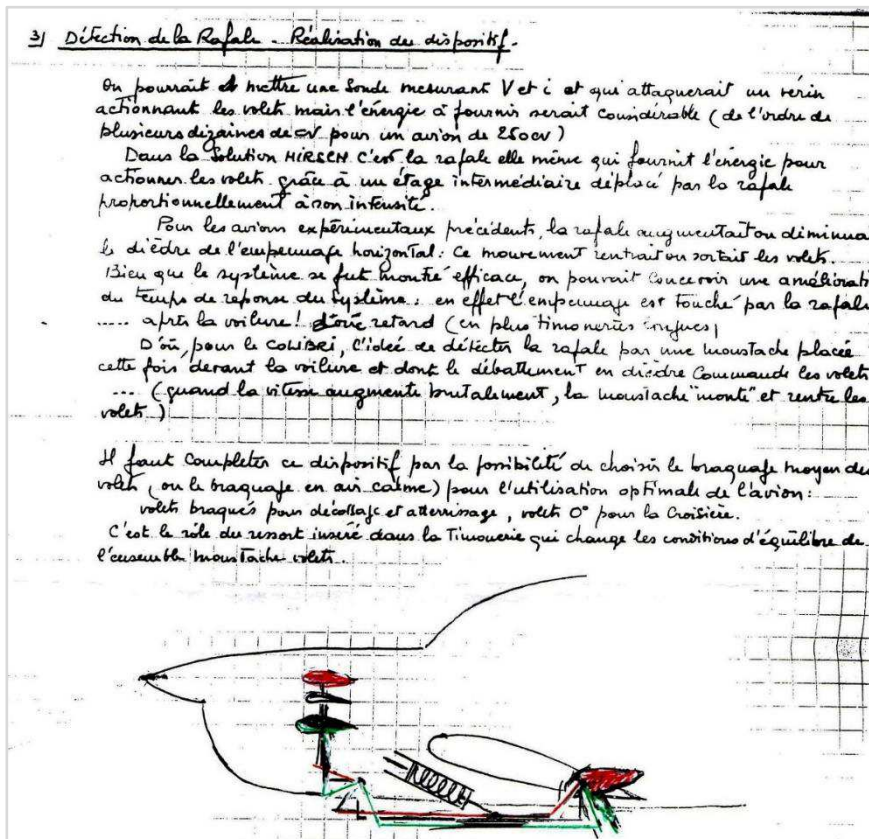 3/ Détection de la Rafale - Réalisation du dispositif.
On pourrait mettre une Sonde mesurant V et i et qui attaquerait un vérin
actionnant les volets mais l'énergie à fournir serait considérable (de l'ordre de
plusieurs dizaines de CV pour un avion de 250cv)
Dans la Solution HIRSCH C'est la rafale elle même qui fournit l'énergie pour
actionner les volets grâce à un étage intermédiaire déplacé par la rafale
proportionnellement à son intensité.
Pour les avions expérimentaux précédents, la rafale augmentait ou diminua
le dièdre de l'empennage horizontal : Ce mouvement rentrait ou sortait les volets.
Bien que le système se fut montré efficace, on pouvait concevoir une améliorati
du temps de réponse du système : en effet l'empennage est touché par la rafale
..... après la voilure ! d'où retard (en plus timoneries longues)
D'où, pour le COLIBRI, l'idée de détecter la rafale par une moustache placée
cette fois devant la voilure et dont le débattement en dièdre Commande les volets
... (quand la vitesse augmente brutalement, la moustache "monte" et rentre les
volets)
Il faut Completer ce dispositif par la possibilité de choisir le braquage moyen des
volets (ou le braquage en air calme) pour l'utilisation optimale de l'avion :
volets braqués pour décollage et atterrissage, volets 0° pour la Croisière.
C'est le rôle du ressort inséré dans la Timonerie qui change les conditions d'équilibre de
l'ensemble moustache volets.